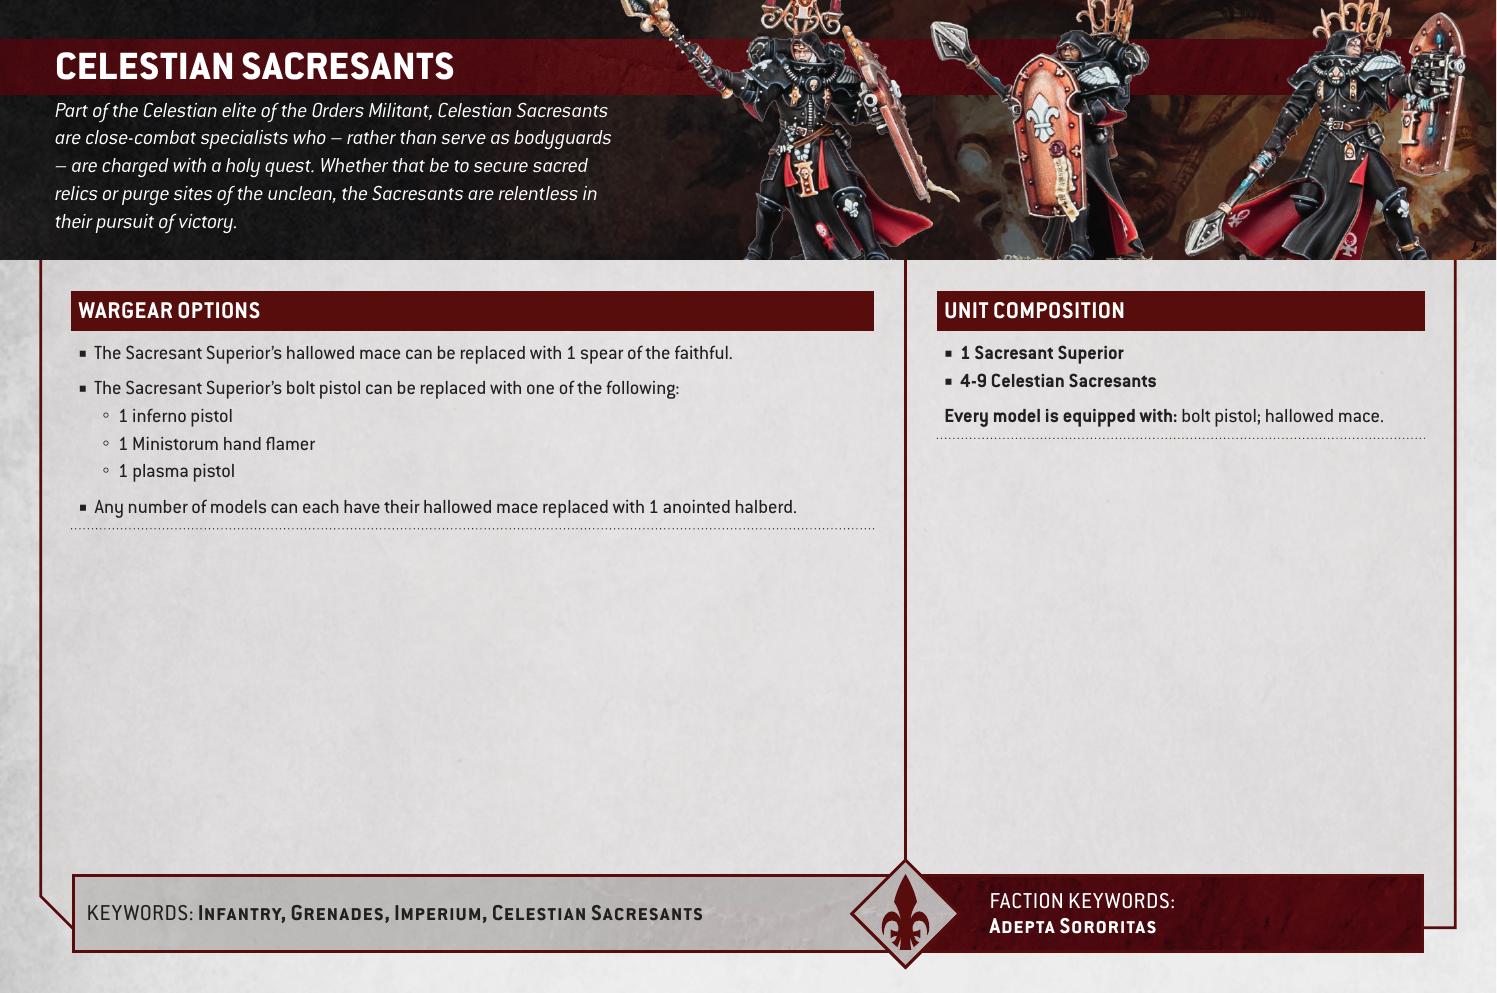 CELESTIAN SACRESANTS
Part of the Celestian elite of the Orders Militant, Celestian Sacresants
are close-combat specialists who – rather than serve as bodyguards
– are charged with a holy quest. Whether that be to secure sacred
relics or purge sites of the unclean, the Sacresants are relentless in
their pursuit of victory.
WARGEAR OPTIONS
■ The Sacresant Superior’s hallowed mace can be replaced with 1 spear of the faithful.
■ The Sacresant Superior’s bolt pistol can be replaced with one of the following:
◦ 1 inferno pistol
◦ 1 Ministorum hand flamer
◦ 1 plasma pistol
■ Any number of models can each have their hallowed mace replaced with 1 anointed halberd.
UNIT COMPOSITION
■ 1 Sacresant Superior
■ 4-9 Celestian Sacresants
Every model is equipped with: bolt pistol; hallowed mace.
KEYWORDS: Infantry, Grenades, Imperium, Celestian Sacresants
FACTION KEYWORDS:
Adepta Sororitas